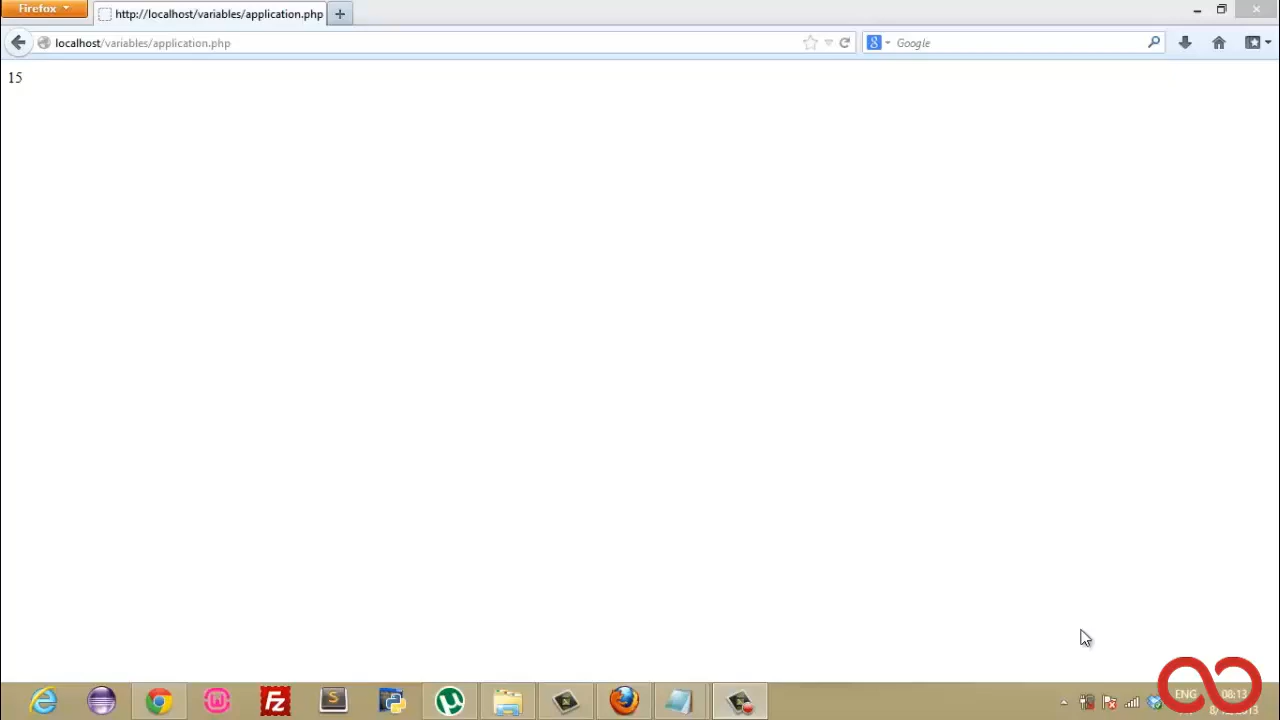 Firefox
http://localhost/variables/application.php
localhost/variables/application.php
Google
15
ENG
08:13